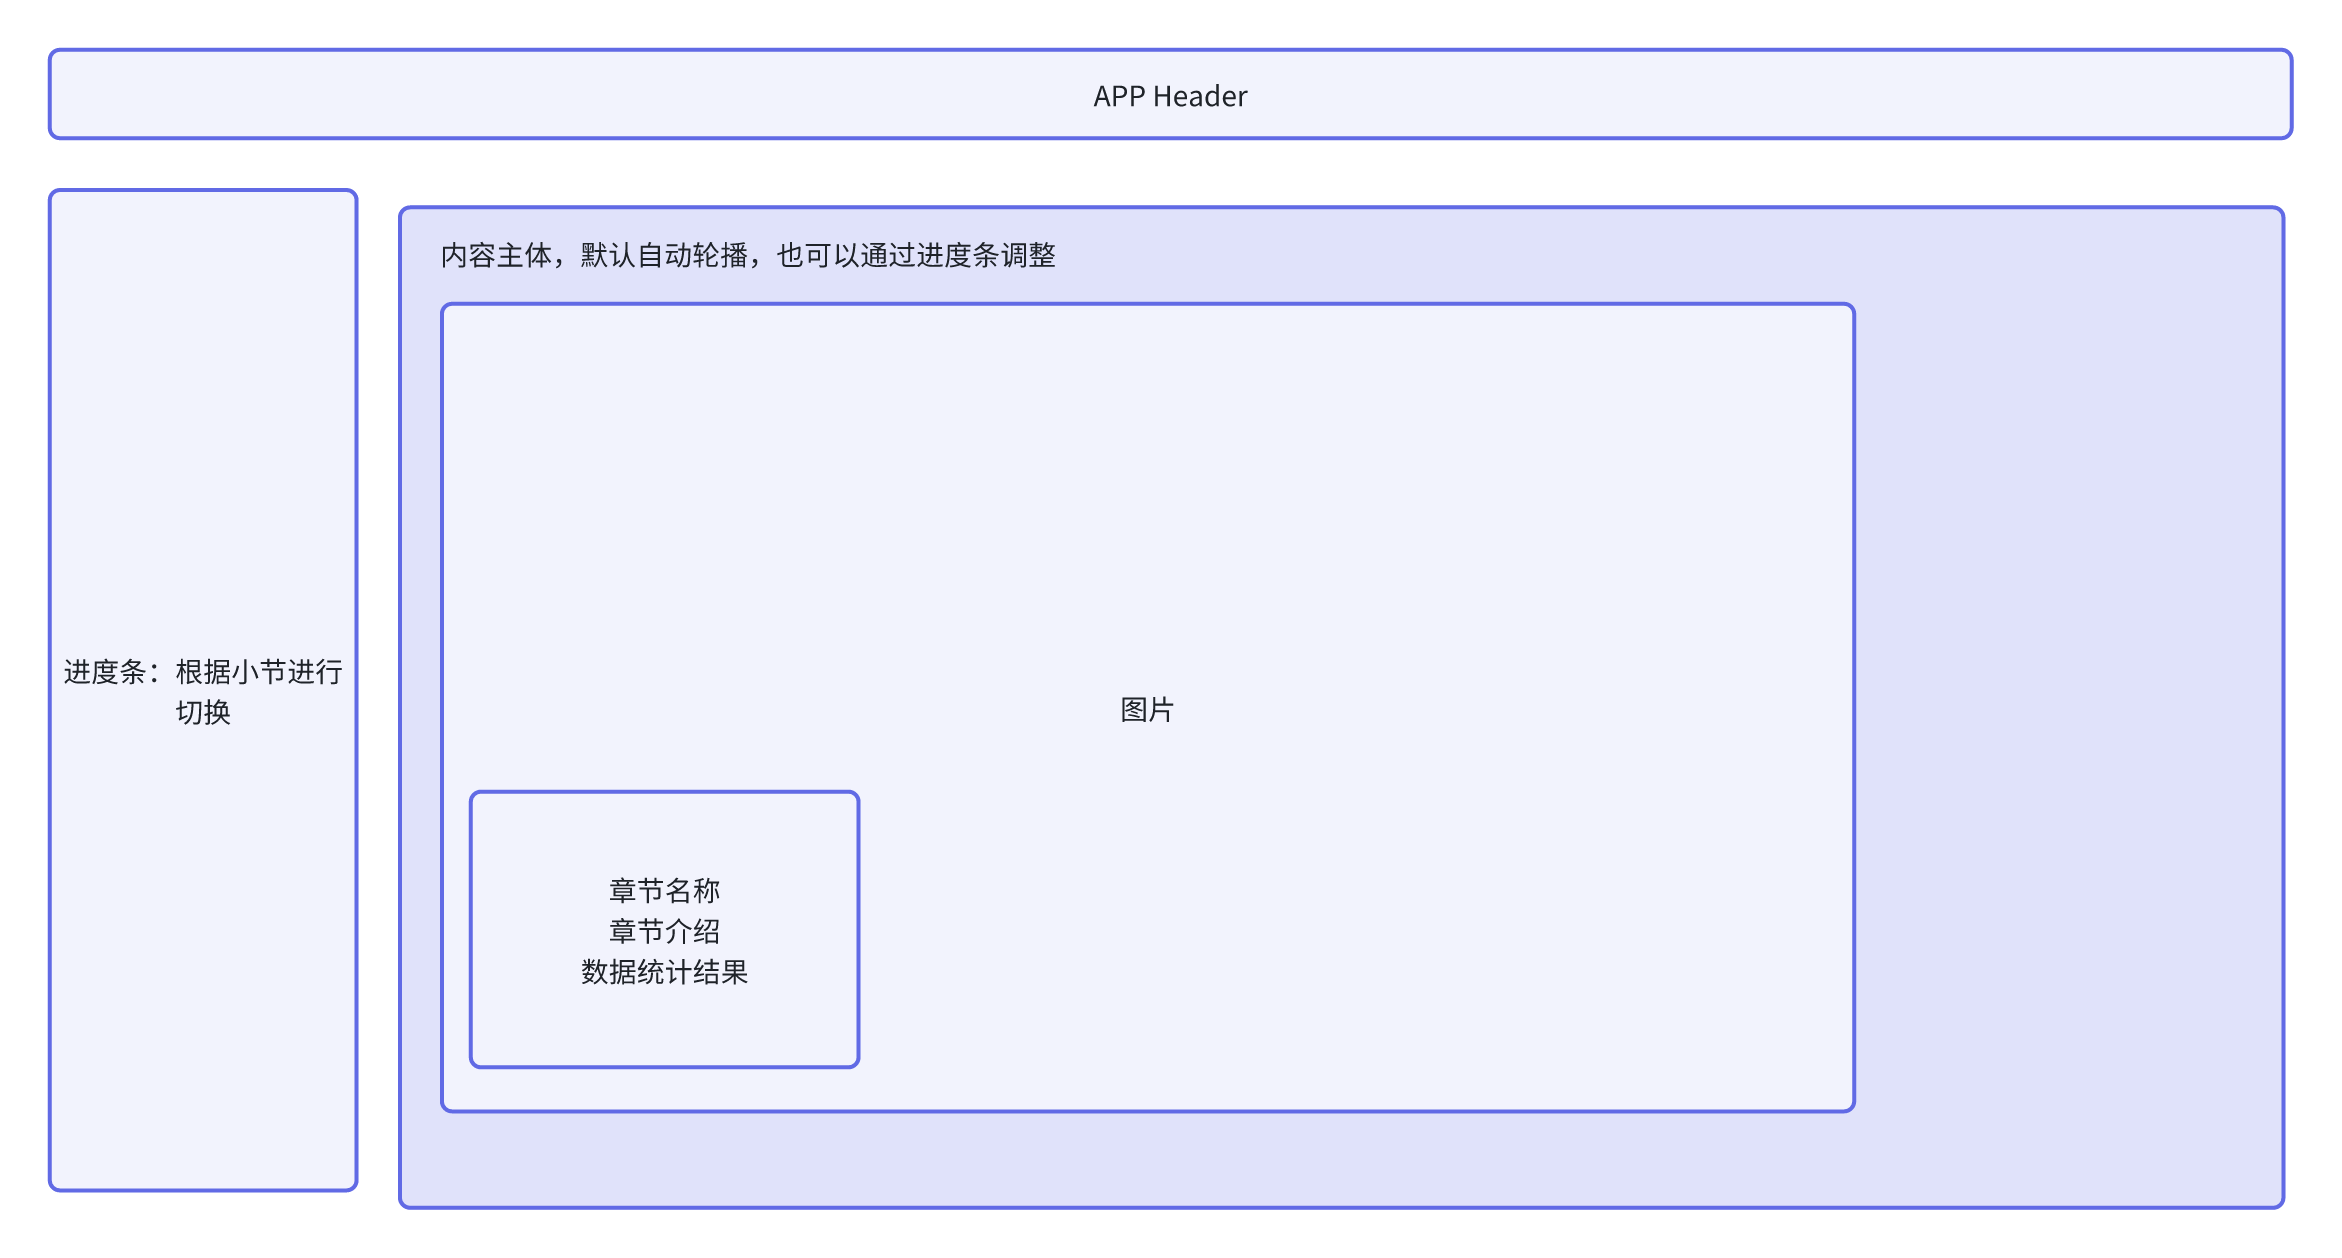 APP Header
内容主体，默认自动轮播，也可以通过进度条调整
进度条：根据小节进行
切换
图片
章节名称
章节介绍
数据统计结果